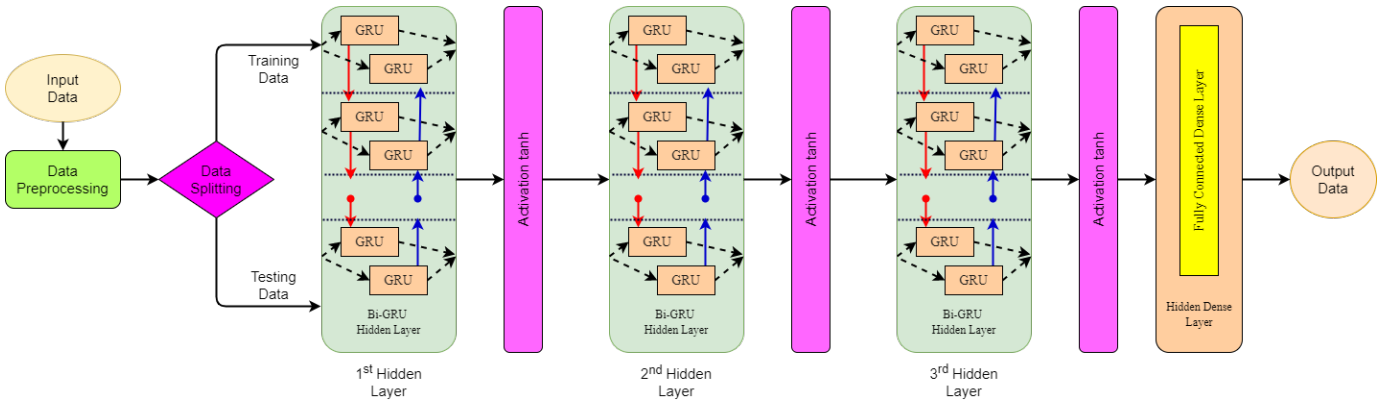 Input
Data
Data
Preprocessing
Data
Splitting
Training
Data
Testing
Data
GRU
GRU
GRU
GRU
GRU
GRU
Bi-GRU
Hidden Layer
1st Hidden
Layer
Activation tanh
GRU
GRU
GRU
GRU
GRU
GRU
Bi-GRU
Hidden Layer
2nd Hidden
Layer
Activation tanh
GRU
GRU
GRU
GRU
GRU
GRU
Bi-GRU
Hidden Layer
3rd Hidden
Layer
Activation tanh
Fully Connected Dense Layer
Hidden Dense
Layer
Output
Data